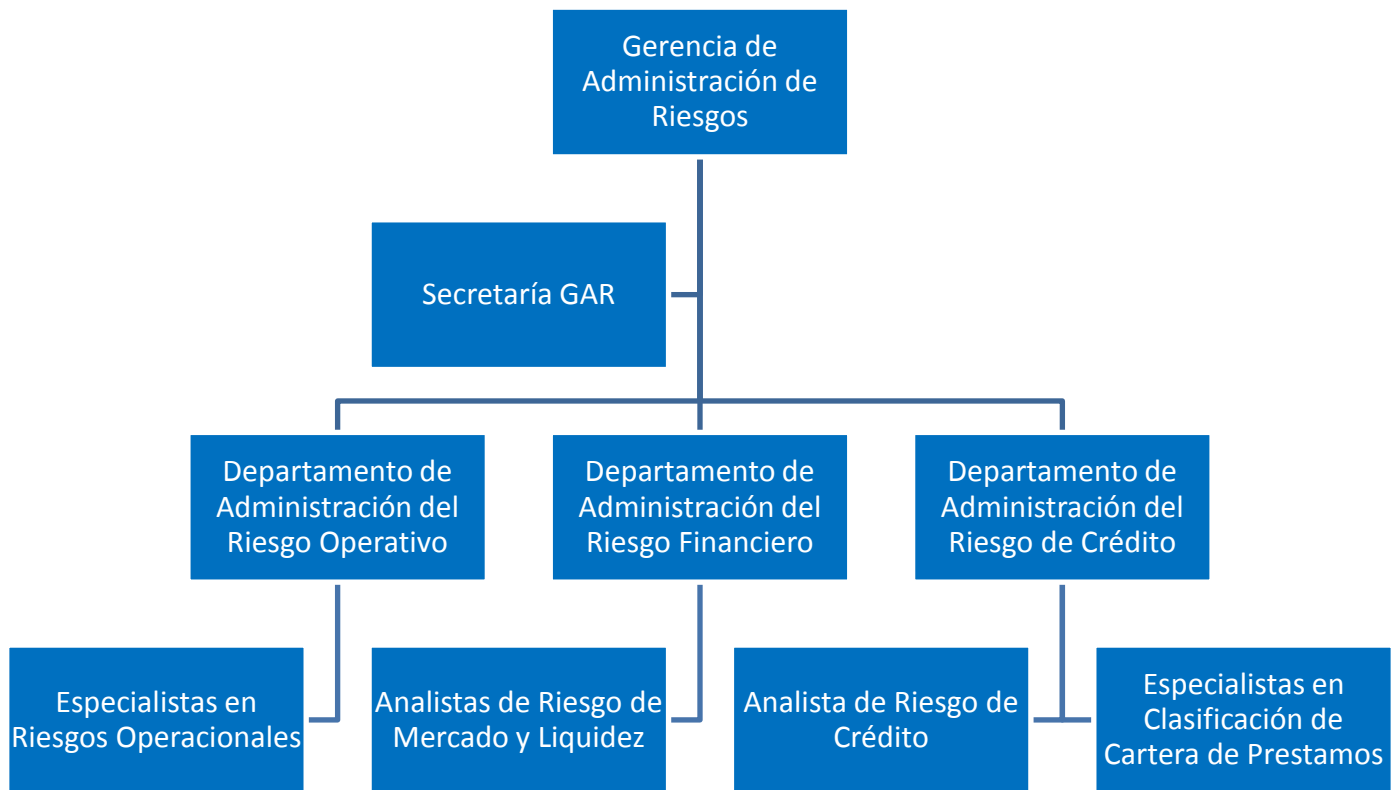 Gerencia de
Administración de
Riesgos
Secretaría GAR
Departamento de
Administración del
Riesgo Operativo
Departamento de
Administración del
Riesgo Financiero
Departamento de
Administración del
Riesgo de Crédito
Especialistas en
Riesgos Operacionales
Analistas de Riesgo de
Mercado y Liquidez
Analista de Riesgo de
Crédito
Especialistas en
Clasificación de
Cartera de Prestamos